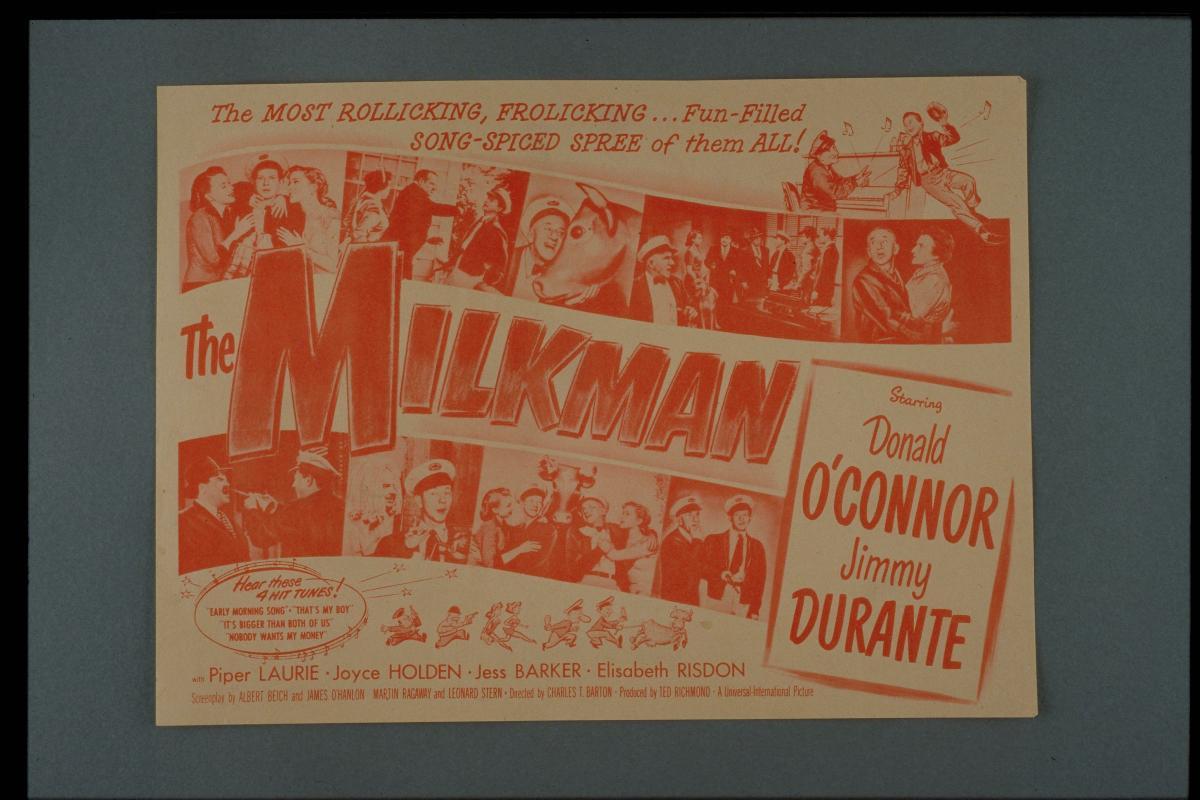 The MOST ROLLICKING, FROLICKING... Fun-Filled
SONG-SPICED SPREE of them ALL!
The MILKMAN
Starring
Donald
O'CONNOR
Jimmy
DURANTE
Hear these
4 HIT TUNES!
"EARLY MORNING SONG" · "THAT'S MY BOY"
"IT'S BIGGER THAN BOTH OF US"
"NOBODY WANTS MY MONEY"
with Piper LAURIE · Joyce HOLDEN · Jess BARKER · Elisabeth RISDON
Screenplay by ALBERT BEICH and JAMES O'HANLON MARTIN RAGAWAY and LEONARD STERN · Directed by CHARLES T. BARTON · Produced by TED RICHMOND · A Universal-International Picture